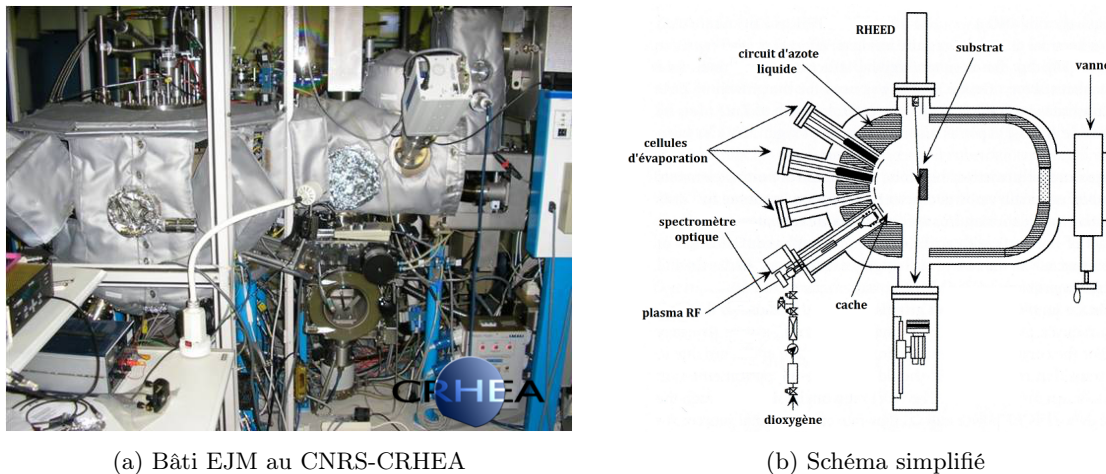 CRHEA
RHEED
substrat
circuit d'azote
liquide
vanne
cellules
d'évaporation
spectromètre
optique
plasma RF
cache
dioxygène
(a) Bâti EJM au CNRS-CRHEA
(b) Schéma simplifié